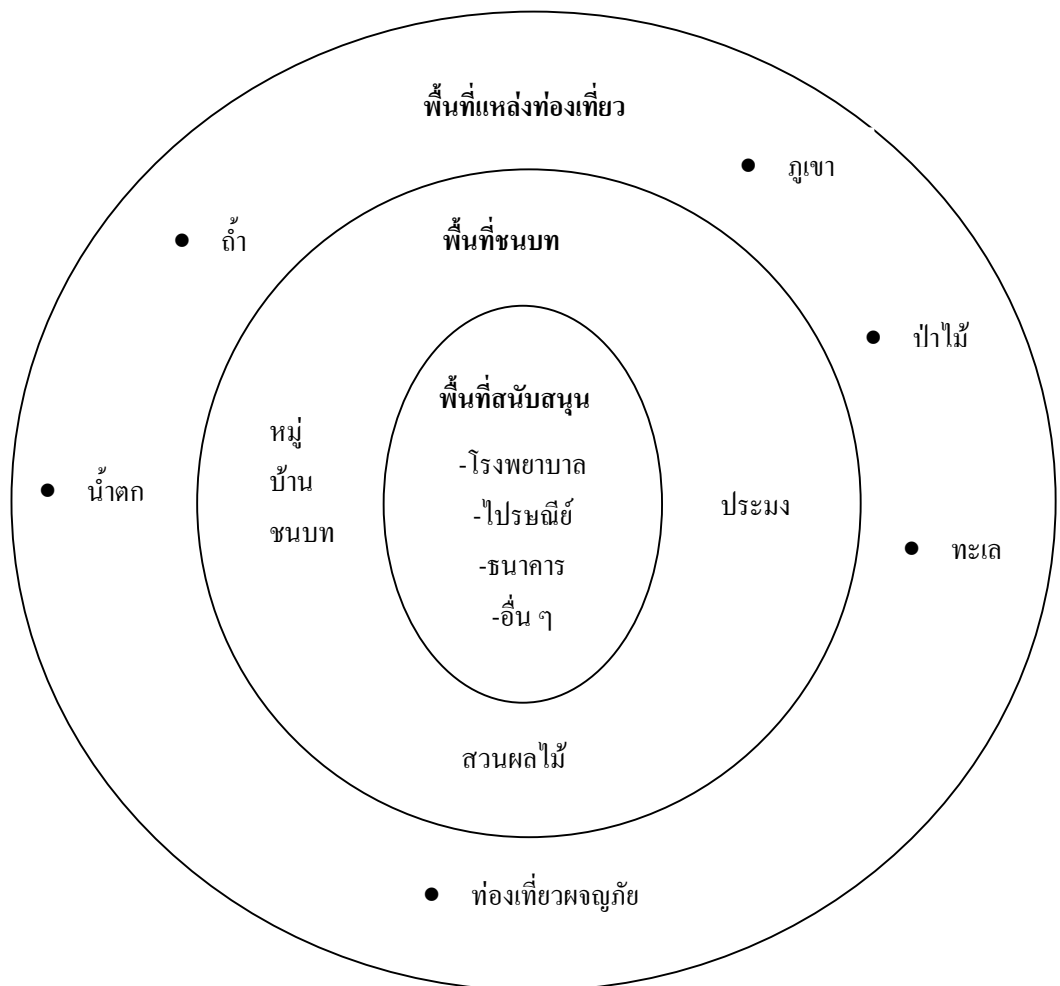 พื้นที่แหล่งท่องเที่ยว
ภูเขา
ถ้ำ
พื้นที่ชนบท
ป่าไม้
พื้นที่สนับสนุน
-โรงพยาบาล
-ไปรษณีย์
-ธนาคาร
-อื่น ๆ
หมู่
บ้าน
ชนบท
น้ำตก
ประมง
ทะเล
สวนผลไม้
ท่องเที่ยวผจญภัย